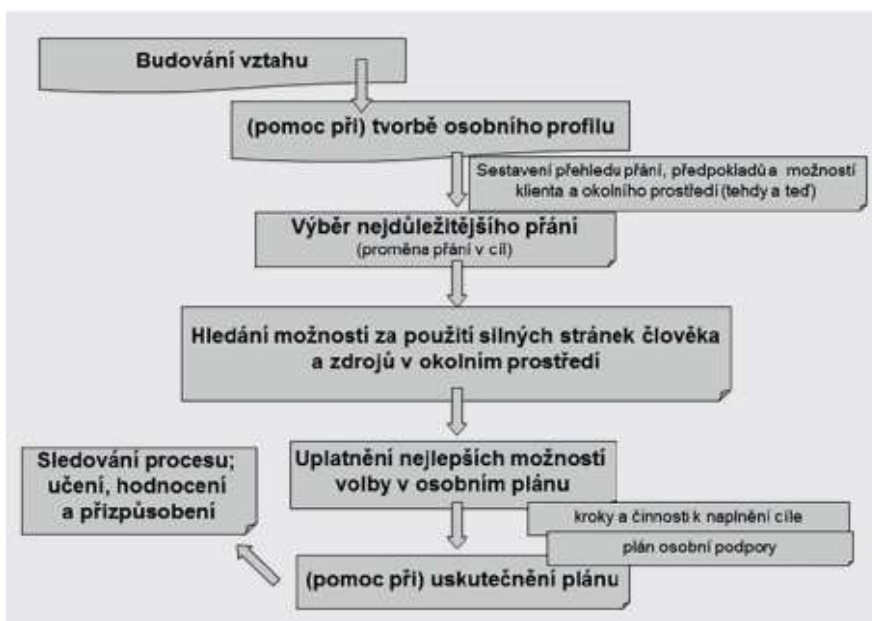 Budování vztahu
(pomoc při) tvorbě osobního profilu
Sestavení přehledu přání, předpokladů a možností
klienta a okolního prostředí (tehdy a teď)
Výběr nejdůležitějšího přání
(proměna přání v cíl)
Hledání možností za použití silných stránek člověka
a zdrojů v okolním prostředí
Uplatnění nejlepších možností
volby v osobním plánu
kroky a činnosti k naplnění cíle
plán osobní podpory
(pomoc při) uskutečnění plánu
Sledování procesu;
učení, hodnocení
a přizpůsobení